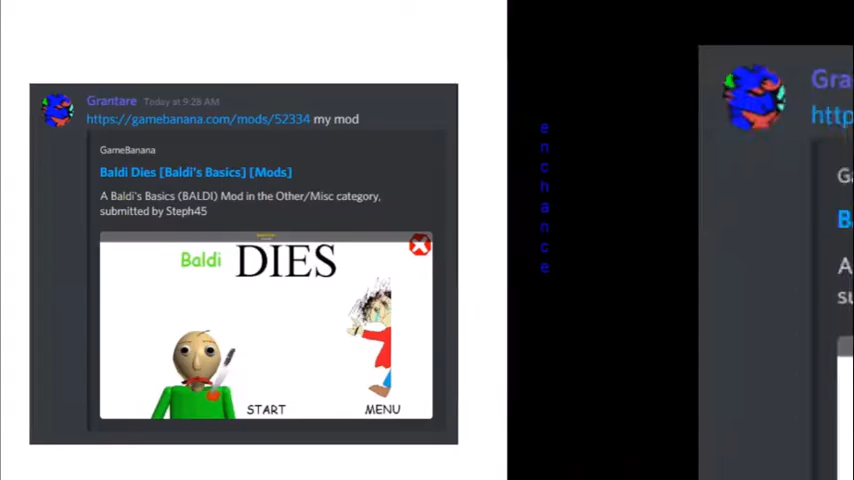 Grantare Today at 9:28 AM
https://gamebanana.com/mods/52334 my mod
GameBanana
Baldi Dies [Baldi's Basics] [Mods]
A Baldi's Basics (BALDI) Mod in the Other/Misc category,
submitted by Steph45
Baldi DIES
START MENU
e
n
c
h
a
n
c
e
Gra
http
Ga
B
A
su